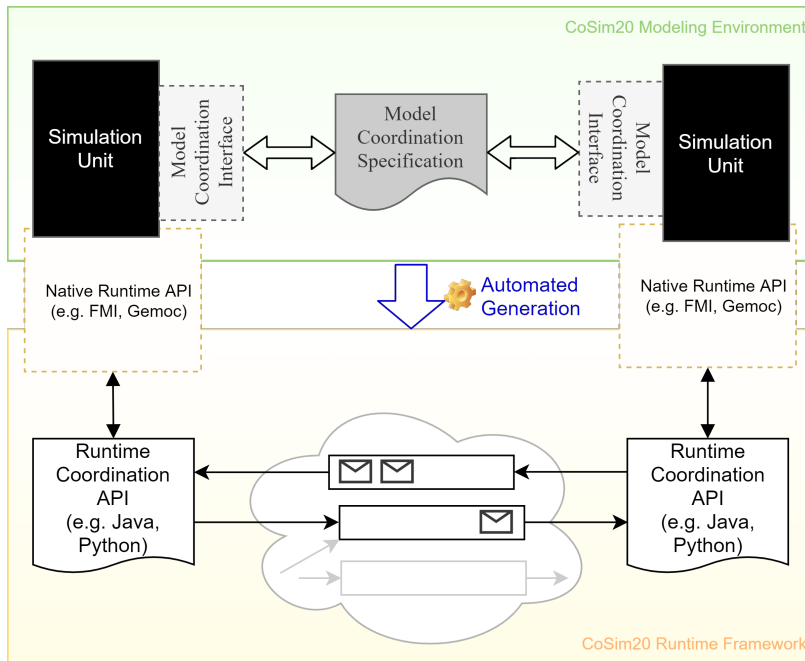 CoSim20 Modeling Environment
Simulation
Unit
Model
Coordination
Interface
Model
Coordination
Specification
Model
Coordination
Interface
Simulation
Unit
Native Runtime API
(e.g. FMI, Gemoc)
Automated
Generation
Native Runtime API
(e.g. FMI, Gemoc)
Runtime
Coordination
API
(e.g. Java,
Python)
Runtime
Coordination
API
(e.g. Java,
Python)
CoSim20 Runtime Framework